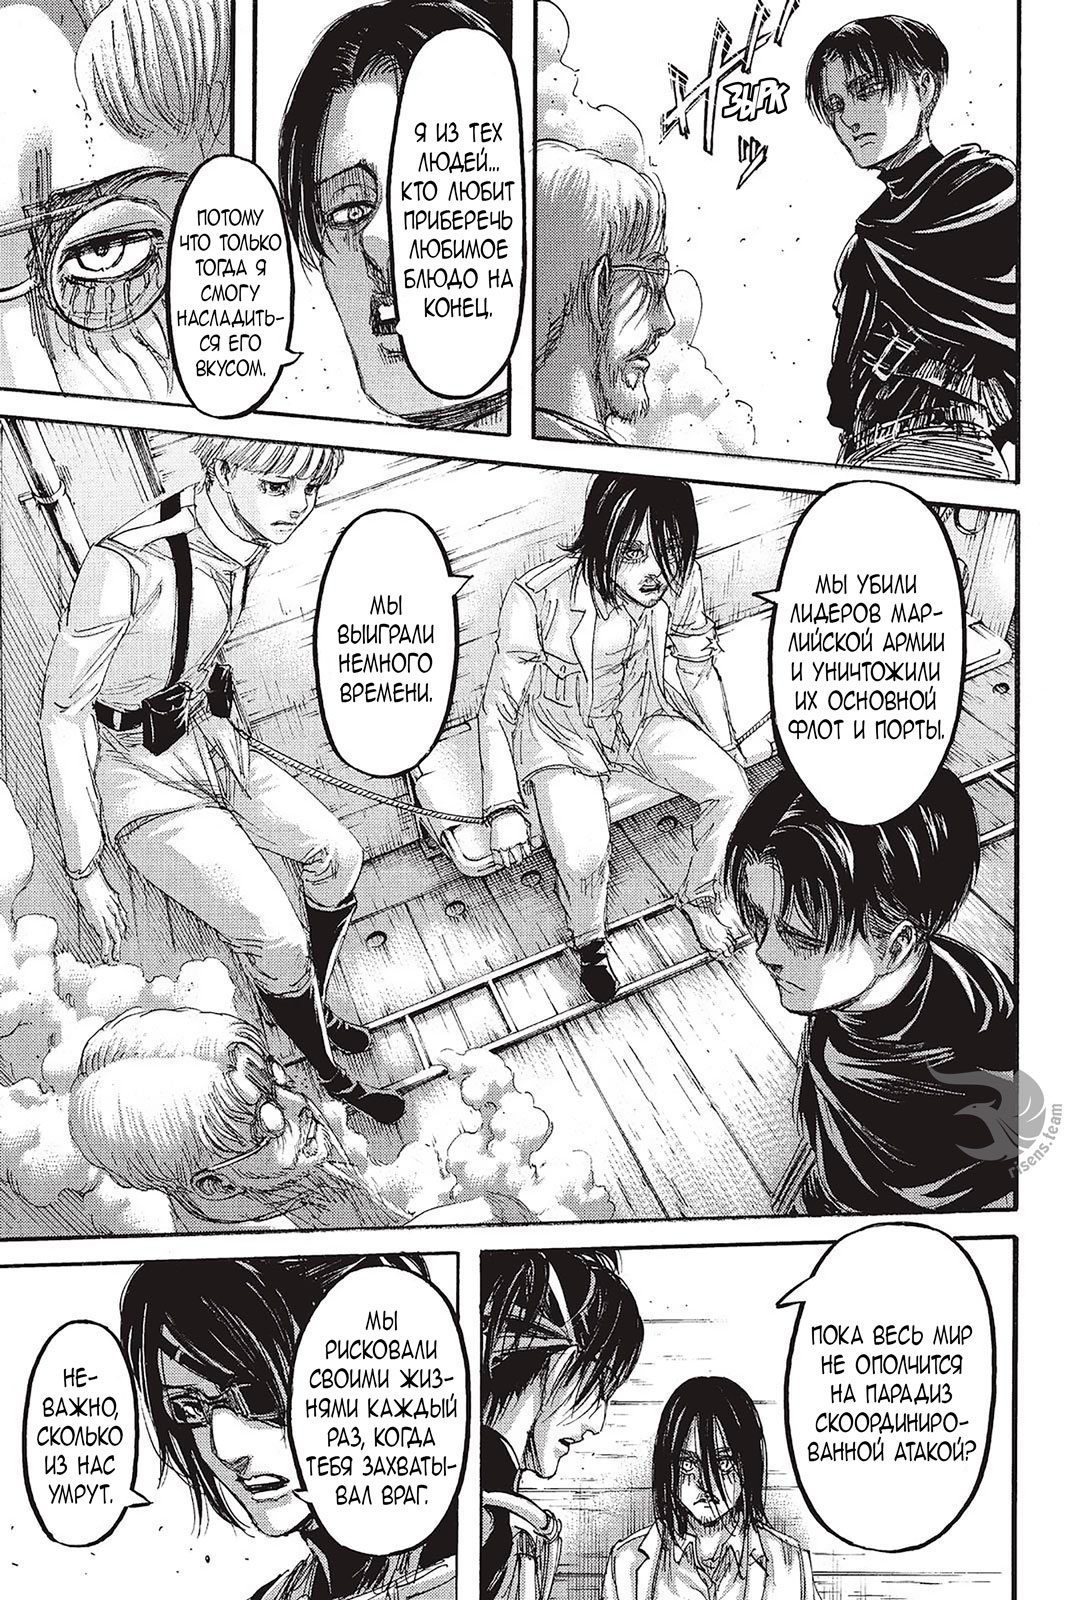 ЗЫРК
Я ИЗ ТЕХ
ЛЮДЕЙ...
КТО ЛЮБИТ
ПРИБЕРЕЧЬ
ЛЮБИМОЕ
БЛЮДО НА
КОНЕЦ.
ПОТОМУ
ЧТО ТОЛЬКО
ТОГДА Я
СМОГУ
НАСЛАДИТЬ-
СЯ ЕГО
ВКУСОМ.
МЫ УБИЛИ
ЛИДЕРОВ МАР-
ЛИЙСКОЙ АРМИИ
И УНИЧТОЖИЛИ
ИХ ОСНОВНОЙ
ФЛОТ И ПОРТЫ.
МЫ
ВЫИГРАЛИ
НЕМНОГО
ВРЕМЕНИ.
risens.team
ПОКА ВЕСЬ МИР
НЕ ОПОЛЧИТСЯ
НА ПАРАДИЗ
СКООРДИНИРО-
ВАННОЙ АТАКОЙ?
МЫ
РИСКОВАЛИ
СВОИМИ ЖИЗ-
НЯМИ КАЖДЫЙ
РАЗ, КОГДА
ТЕБЯ ЗАХВАТЫ-
ВАЛ ВРАГ.
НЕ-
ВАЖНО,
СКОЛЬКО
ИЗ НАС
УМРУТ.